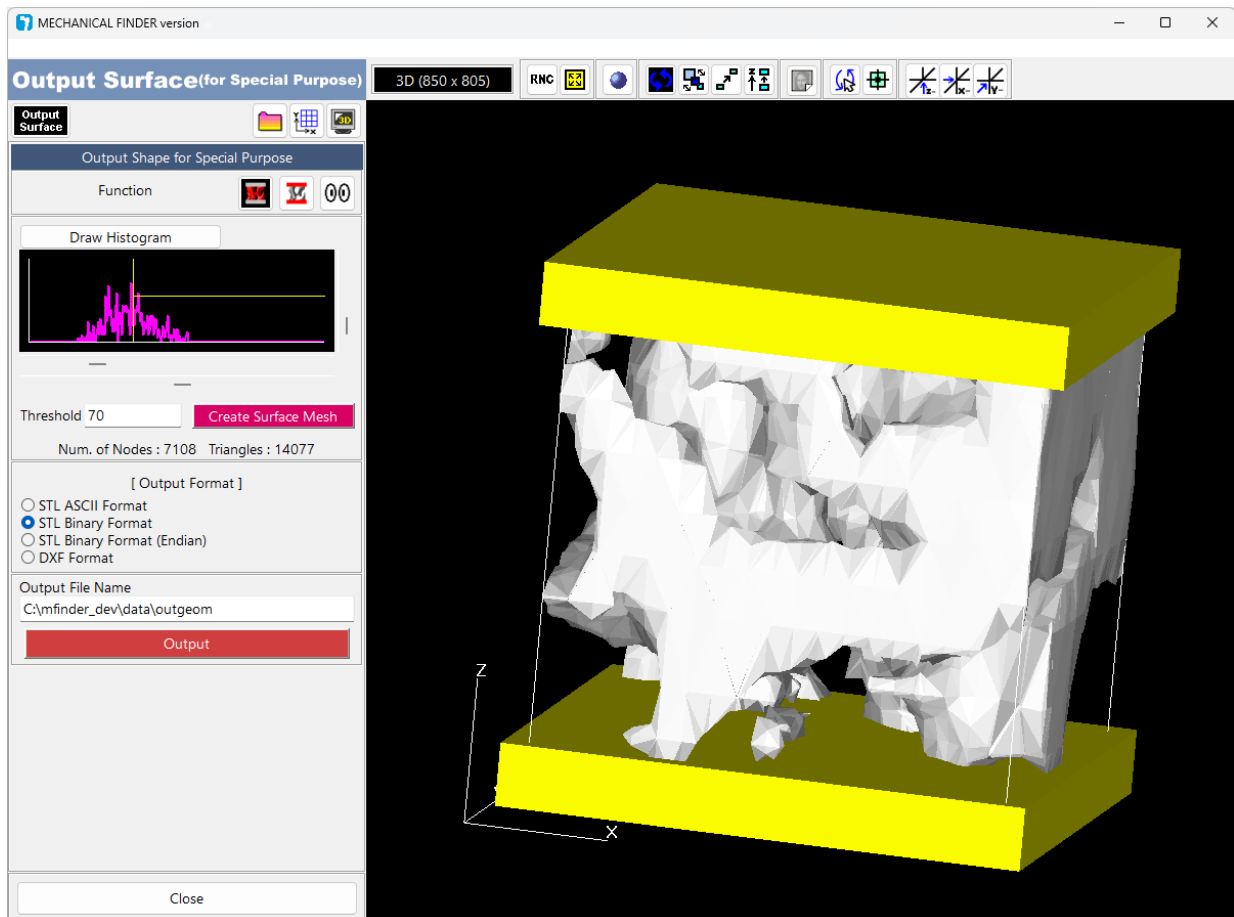 MECHANICAL FINDER version
Output Surface(for Special Purpose)
3D (850 x 805)
RNC
Output
Surface
3D
Output Shape for Special Purpose
Function
Draw Histogram
Threshold 70
Create Surface Mesh
Num. of Nodes : 7108 Triangles : 14077
[ Output Format ]
STL ASCII Format
STL Binary Format
STL Binary Format (Endian)
DXF Format
Output File Name
C:\mfinder_dev\data\outgeom
Output
Close
Z
X